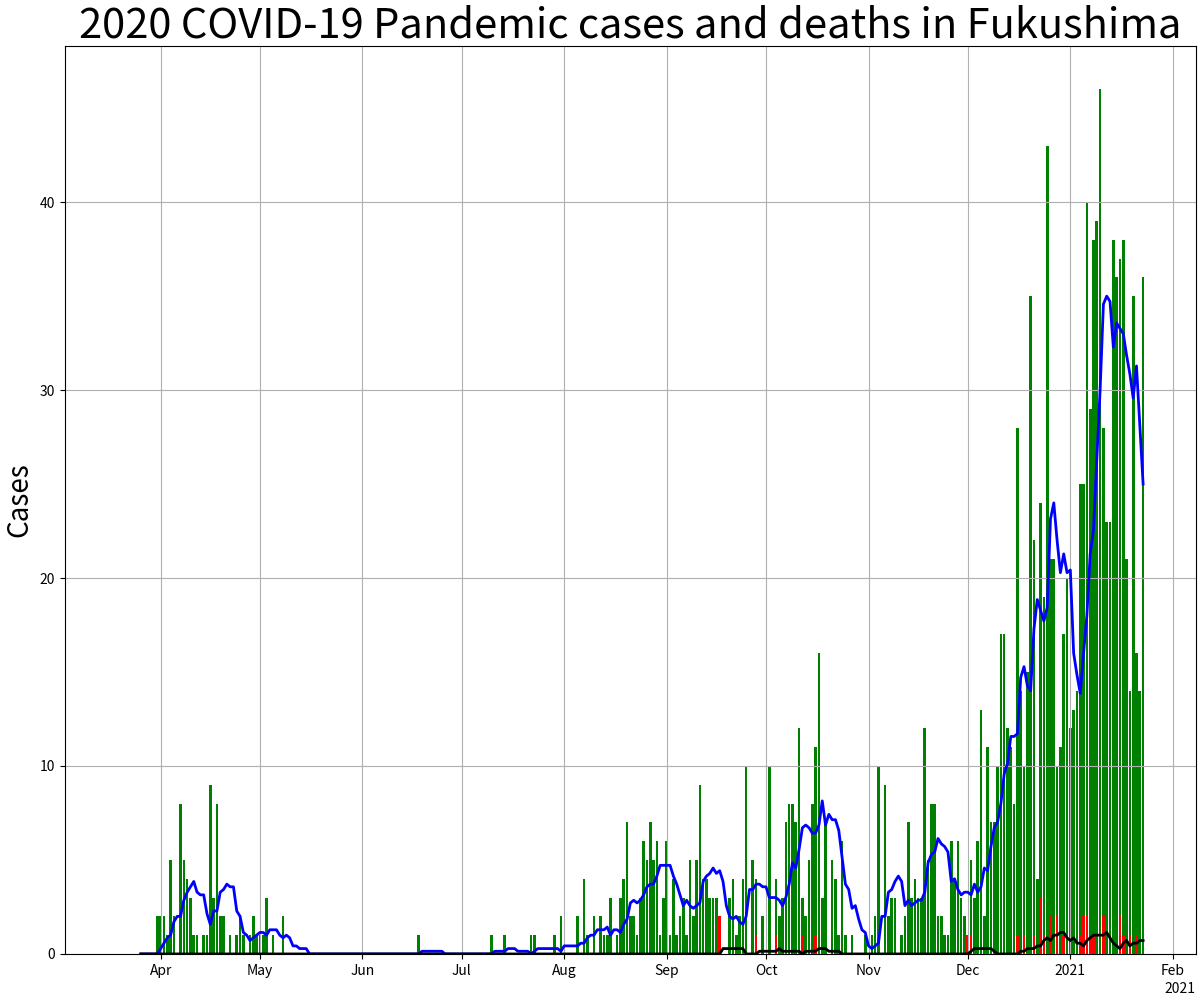 2020 COVID-19 Pandemic cases and deaths in Fukushima
Cases
40
30
20
10
0
Apr May Jun Jul Aug Sep Oct Nov Dec 2021 Feb
2021